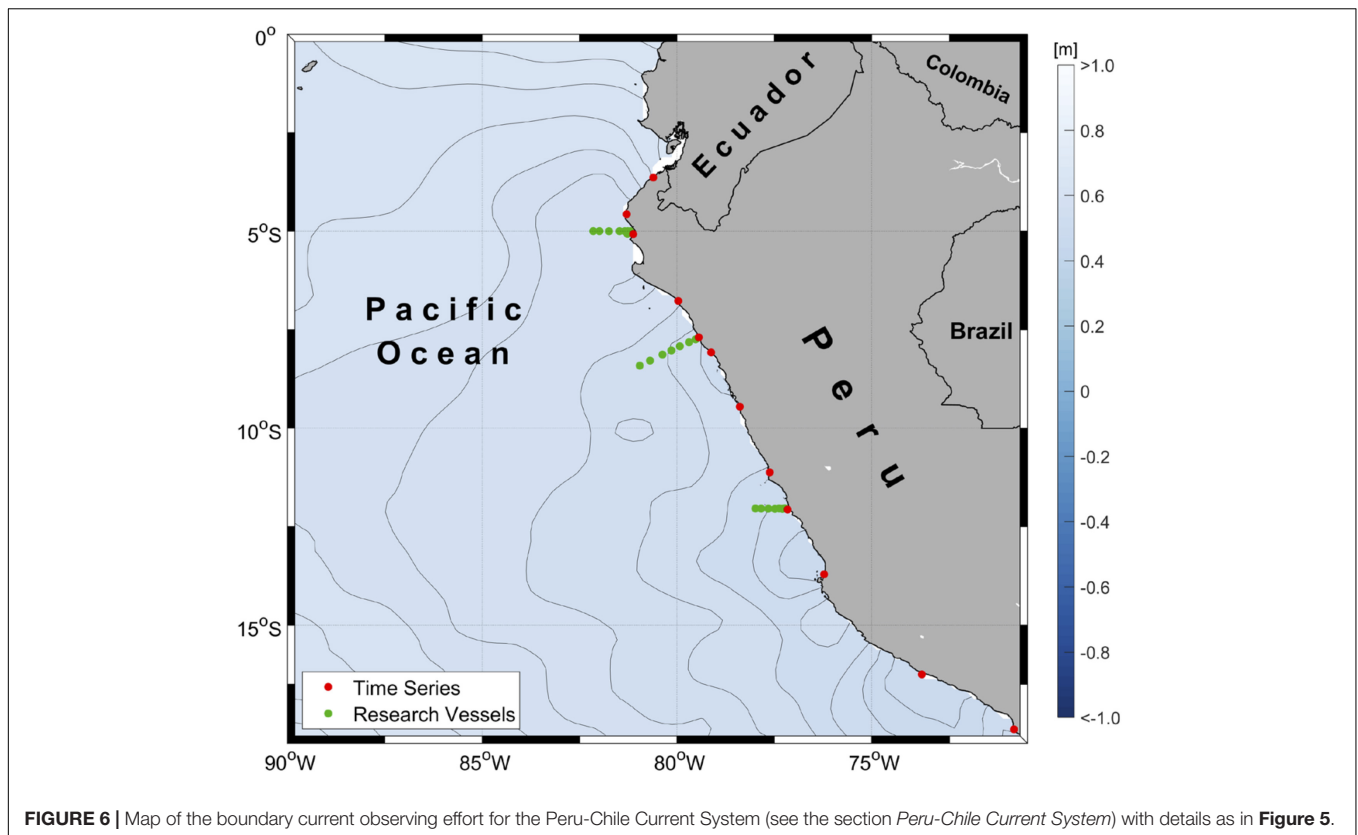 0°
5°S
10°S
15°S
90°W
85°W
80°W
75°W
Pacific
Ocean
Ecuador
Colombia
Brazil
Peru
Time Series
Research Vessels
[m]
>1.0
0.8
0.6
0.4
0.2
0
-0.2
-0.4
-0.6
-0.8
<-1.0
FIGURE 6 | Map of the boundary current observing effort for the Peru-Chile Current System (see the section Peru-Chile Current System) with details as in Figure 5.